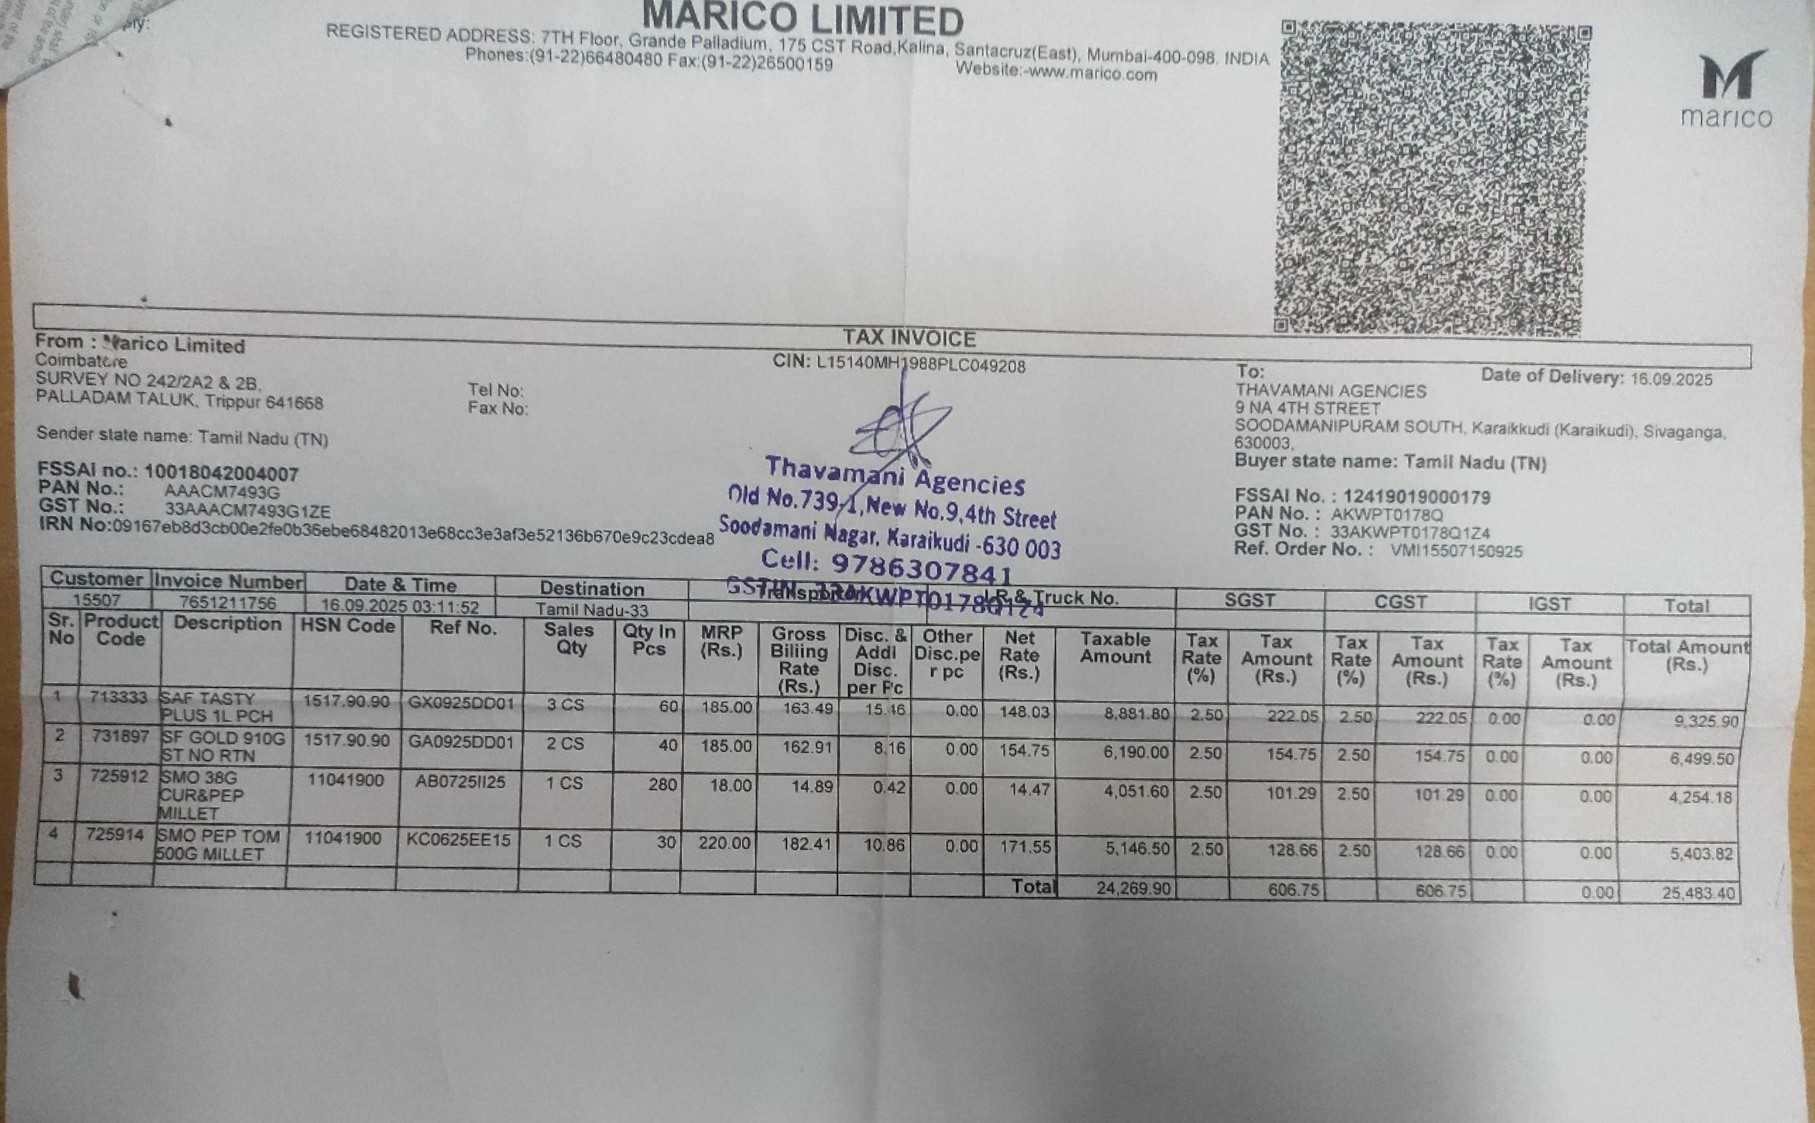 ply:
MARICO LIMITED
REGISTERED ADDRESS: 7TH Floor, Grande Palladium, 175 CST Road,Kalina, Santacruz(East), Mumbai-400-098. INDIA
Phones:(91-22)66480480 Fax:(91-22)26500159 Website:-www.marico.com
marico
TAX INVOICE
CIN: L15140MH1988PLC049208
From : Marico Limited
Coimbatore
SURVEY NO 242/2A2 & 2B,
PALLADAM TALUK, Trippur 641668
Tel No:
Fax No:
Sender state name: Tamil Nadu (TN)
FSSAI no.: 10018042004007
PAN No.: AAACM7493G
GST No.: 33AAACM7493G1ZE
IRN No:09167eb8d3cb00e2fe0b36ebe68482013e68cc3e3af3e52136b670e9c23cdea8
Thavamani Agencies
Old No.739-1,New No.9,4th Street
Soodamani Nagar, Karaikudi -630 003
Cell: 9786307841
GSTIN 33AKWPT0178Q1Z4
To: Date of Delivery: 16.09.2025
THAVAMANI AGENCIES
9 NA 4TH STREET
SOODAMANIPURAM SOUTH, Karaikkudi (Karaikudi), Sivaganga,
630003,
Buyer state name: Tamil Nadu (TN)
FSSAI No. : 12419019000179
PAN No. : AKWPT0178Q
GST No. : 33AKWPT0178Q1Z4
Ref. Order No. : VMI15507150925
Customer Invoice Number Date & Time Destination Transporter LR & Truck No. SGST CGST IGST Total
15507 7651211756 16.09.2025 03:11:52 Tamil Nadu-33
Sr. No Product Code Description HSN Code Ref No. Sales Qty Qty In Pcs MRP (Rs.) Gross Biliing Rate (Rs.) Disc. & Addl Disc. per Pc Other Disc.pe r pc Net Rate (Rs.) Taxable Amount Tax Rate (%) Tax Amount (Rs.) Tax Rate (%) Tax Amount (Rs.) Tax Rate (%) Tax Amount (Rs.) Total Amount (Rs.)
1 713333 SAF TASTY PLUS 1L PCH 1517.90.90 GX0925DD01 3 CS 60 185.00 163.49 15.46 0.00 148.03 8,881.80 2.50 222.05 2.50 222.05 0.00 0.00 9,325.90
2 731897 SF GOLD 910G ST NO RTN 1517.90.90 GA0925DD01 2 CS 40 185.00 162.91 8.16 0.00 154.75 6,190.00 2.50 154.75 2.50 154.75 0.00 0.00 6,499.50
3 725912 SMO 38G CUR&PEP MILLET 11041900 AB0725II25 1 CS 280 18.00 14.89 0.42 0.00 14.47 4,051.60 2.50 101.29 2.50 101.29 0.00 0.00 4,254.18
4 725914 SMO PEP TOM 500G MILLET 11041900 KC0625EE15 1 CS 30 220.00 182.41 10.86 0.00 171.55 5,146.50 2.50 128.66 2.50 128.66 0.00 0.00 5,403.82
Total 24,269.90 606.75 606.75 0.00 25,483.40